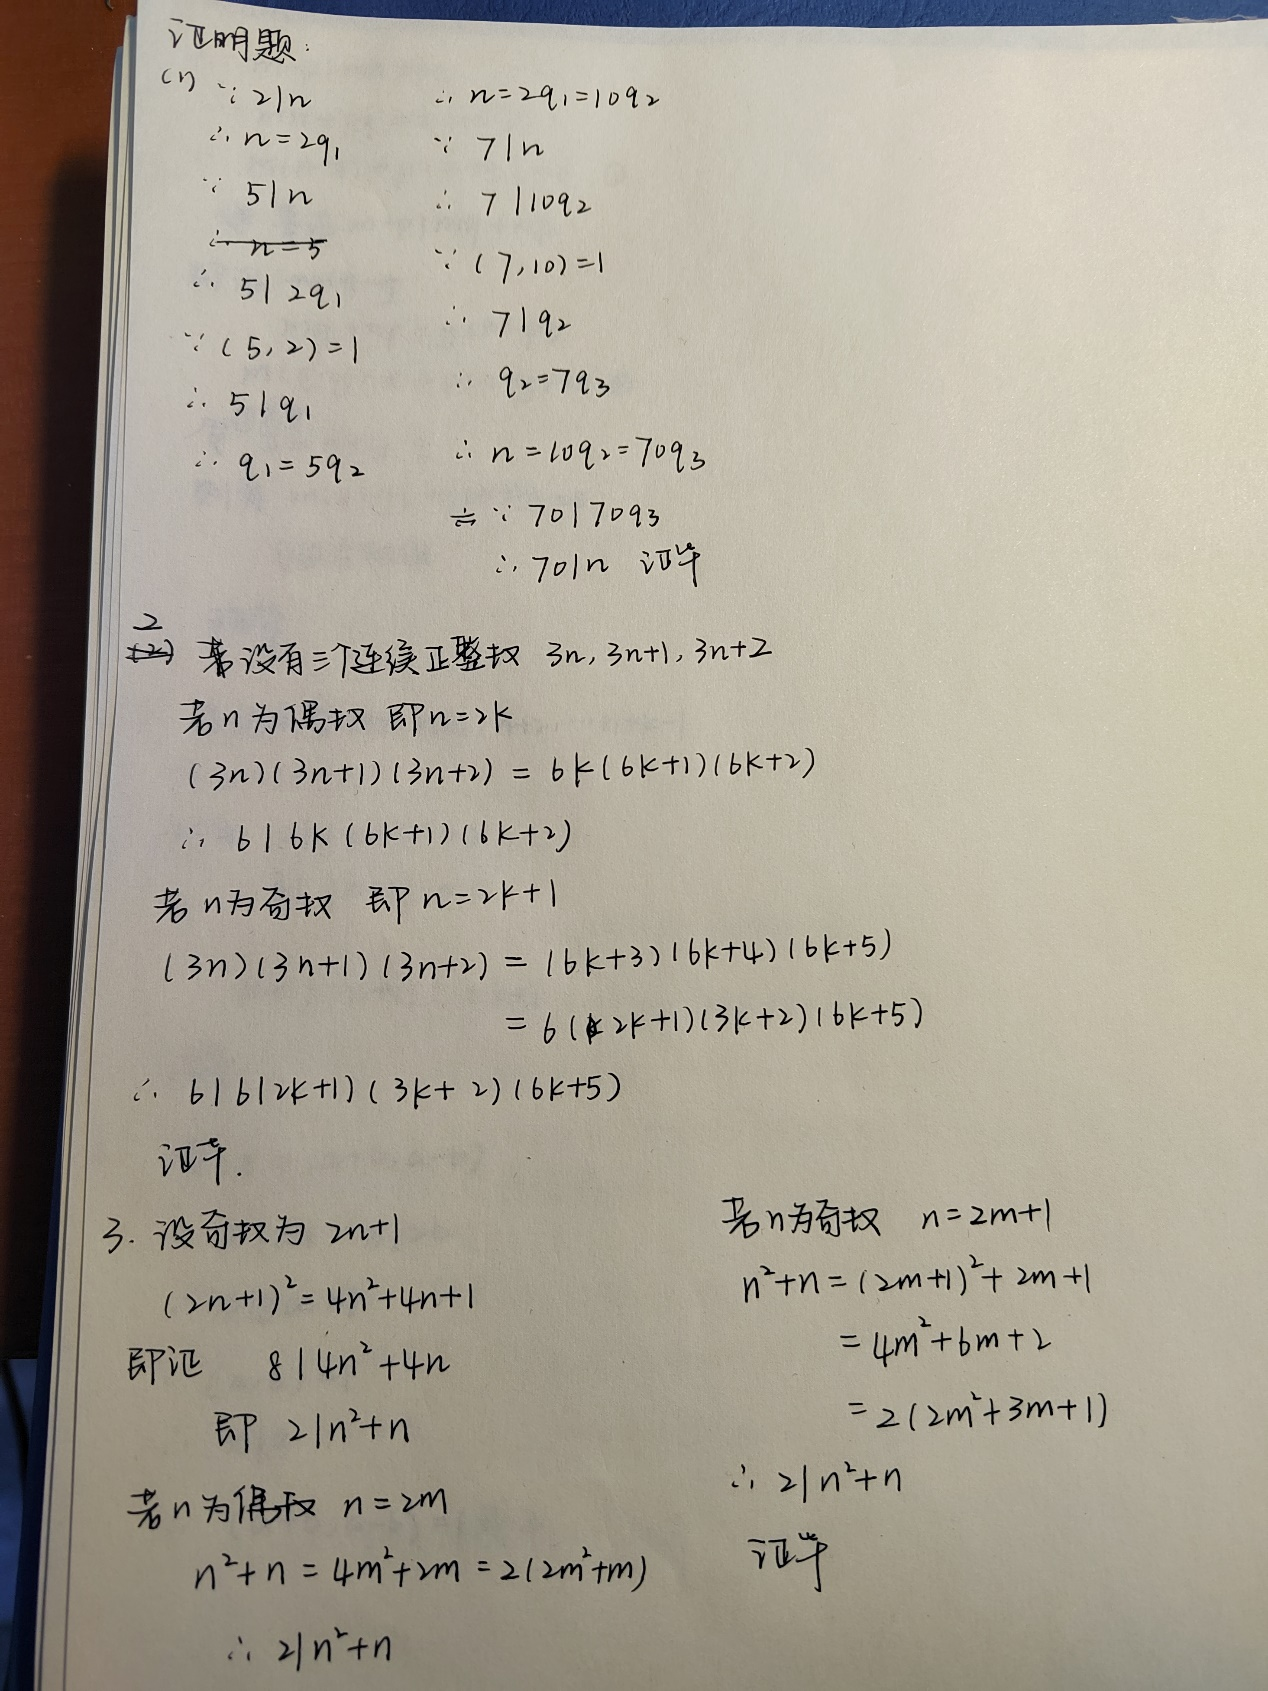 证明题:
(1) ∵ 2|n
∴ n=2q₁
∵ 5|n
∴ n=5
∴ 5|2q₁
∵ (5,2)=1
∴ 5|q₁
∴ q₁=5q₂
∴ n=2q₁=10q₂
∵ 7|n
∴ 7|10q₂
∵ (7,10)=1
∴ 7|q₂
∴ q₂=7q₃
∴ n=10q₂=70q₃
∵ 70|70q₃
∴ 70|n 证毕
2 设有三个连续正整数 3n, 3n+1, 3n+2
若n为偶数 即n=2k
(3n)(3n+1)(3n+2) = 6k(6k+1)(6k+2)
∴ 6|6k(6k+1)(6k+2)
若n为奇数 即n=2k+1
(3n)(3n+1)(3n+2) = (6k+3)(6k+4)(6k+5)
= 6(2k+1)(3k+2)(6k+5)
∴ 6|6(2k+1)(3k+2)(6k+5)
证毕.
3. 设奇数为 2n+1
(2n+1)²=4n²+4n+1
即证 8|4n²+4n
即 2|n²+n
若n为偶数 n=2m
n²+n = 4m²+2m = 2(2m²+m)
∴ 2|n²+n
若n为奇数 n=2m+1
n²+n = (2m+1)²+2m+1
= 4m²+6m+2
= 2(2m²+3m+1)
∴ 2|n²+n
证毕